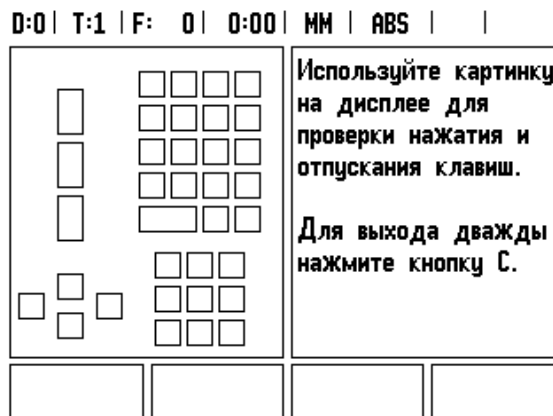 D:0 | T:1 | F: 0 | 0:00 | MM | ABS | |
Используйте картинку
на дисплее для
проверки нажатия и
отпускания клавиш.
Для выхода дважды
нажмите кнопку С.